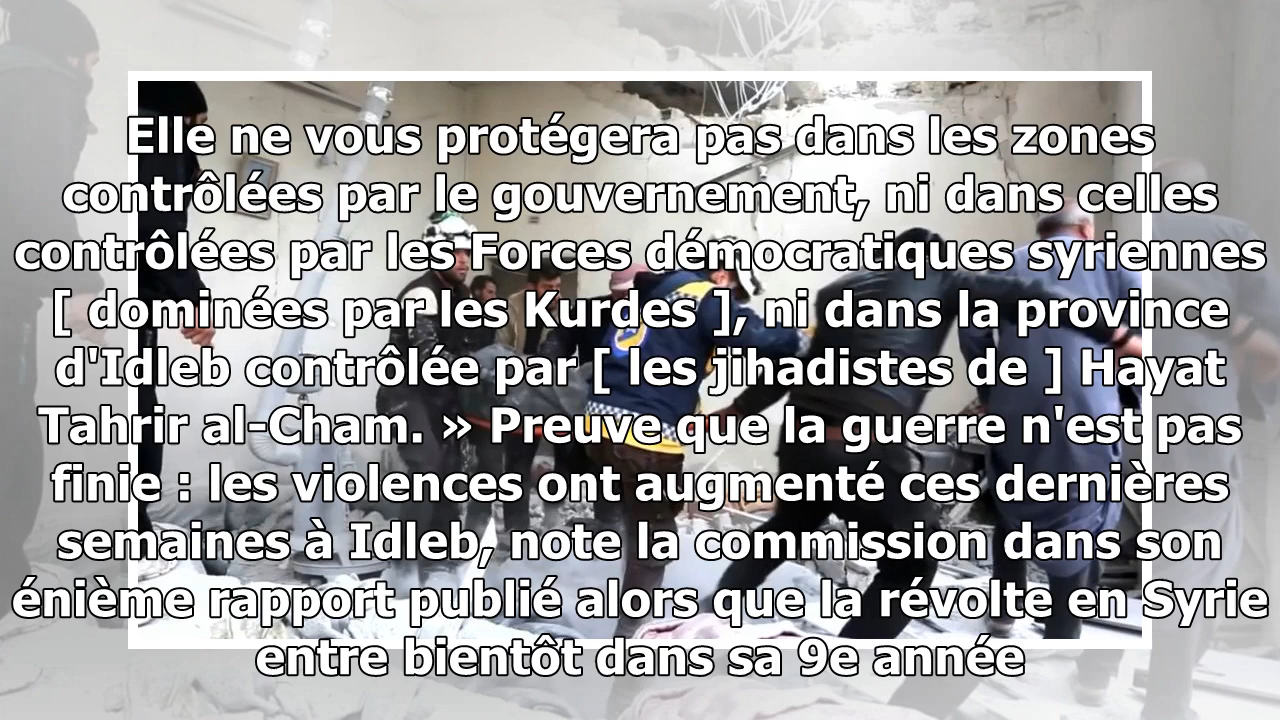 Elle ne vous protégera pas dans les zones
contrôlées par le gouvernement, ni dans celles
contrôlées par les Forces démocratiques syriennes
[ dominées par les Kurdes ], ni dans la province
d'Idleb contrôlée par [ les jihadistes de ] Hayat
Tahrir al-Cham. » Preuve que la guerre n'est pas
finie : les violences ont augmenté ces dernières
semaines à Idleb, note la commission dans son
énième rapport publié alors que la révolte en Syrie
entre bientôt dans sa 9e année